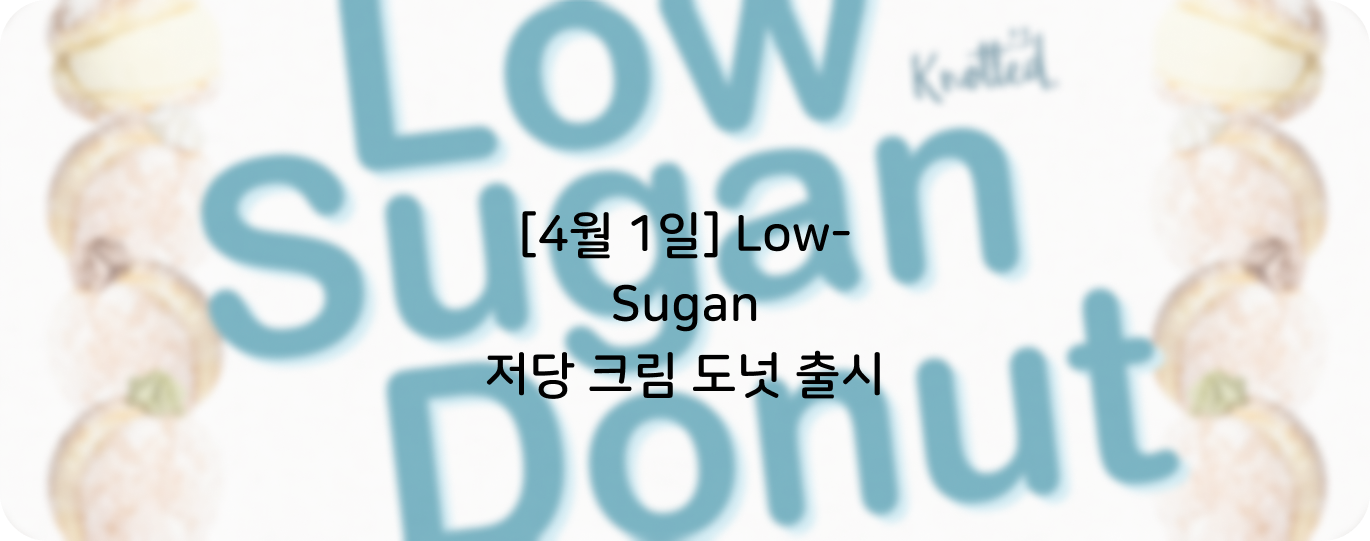 Low
Knotted
Sugan
[4월 1일] Low-
Sugan
저당 크림 도넛 출시
Donut